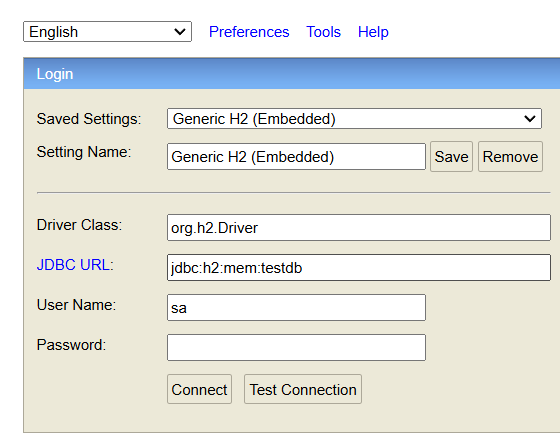 English Preferences Tools Help
Login
Saved Settings: Generic H2 (Embedded)
Setting Name: Generic H2 (Embedded) Save Remove
Driver Class: org.h2.Driver
JDBC URL: jdbc:h2:mem:testdb
User Name: sa
Password:
Connect Test Connection